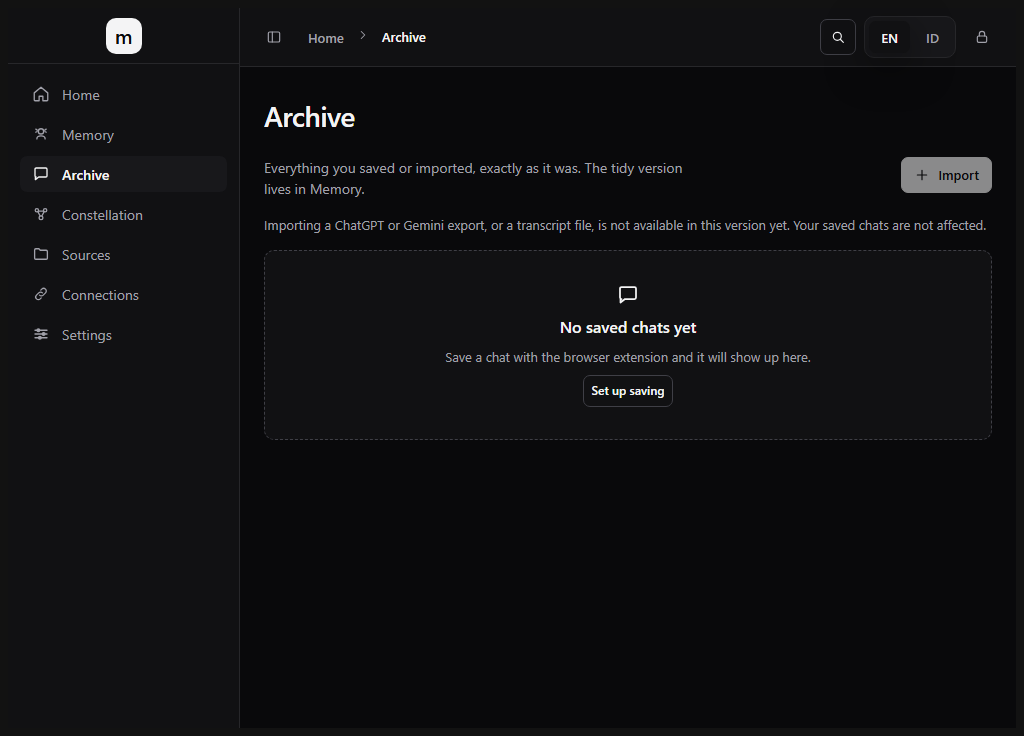 m
Home
Archive
EN
ID
Home
Memory
Archive
Constellation
Sources
Connections
Settings
Archive
Everything you saved or imported, exactly as it was. The tidy version
lives in Memory.
Import
Importing a ChatGPT or Gemini export, or a transcript file, is not available in this version yet. Your saved chats are not affected.
No saved chats yet
Save a chat with the browser extension and it will show up here.
Set up saving